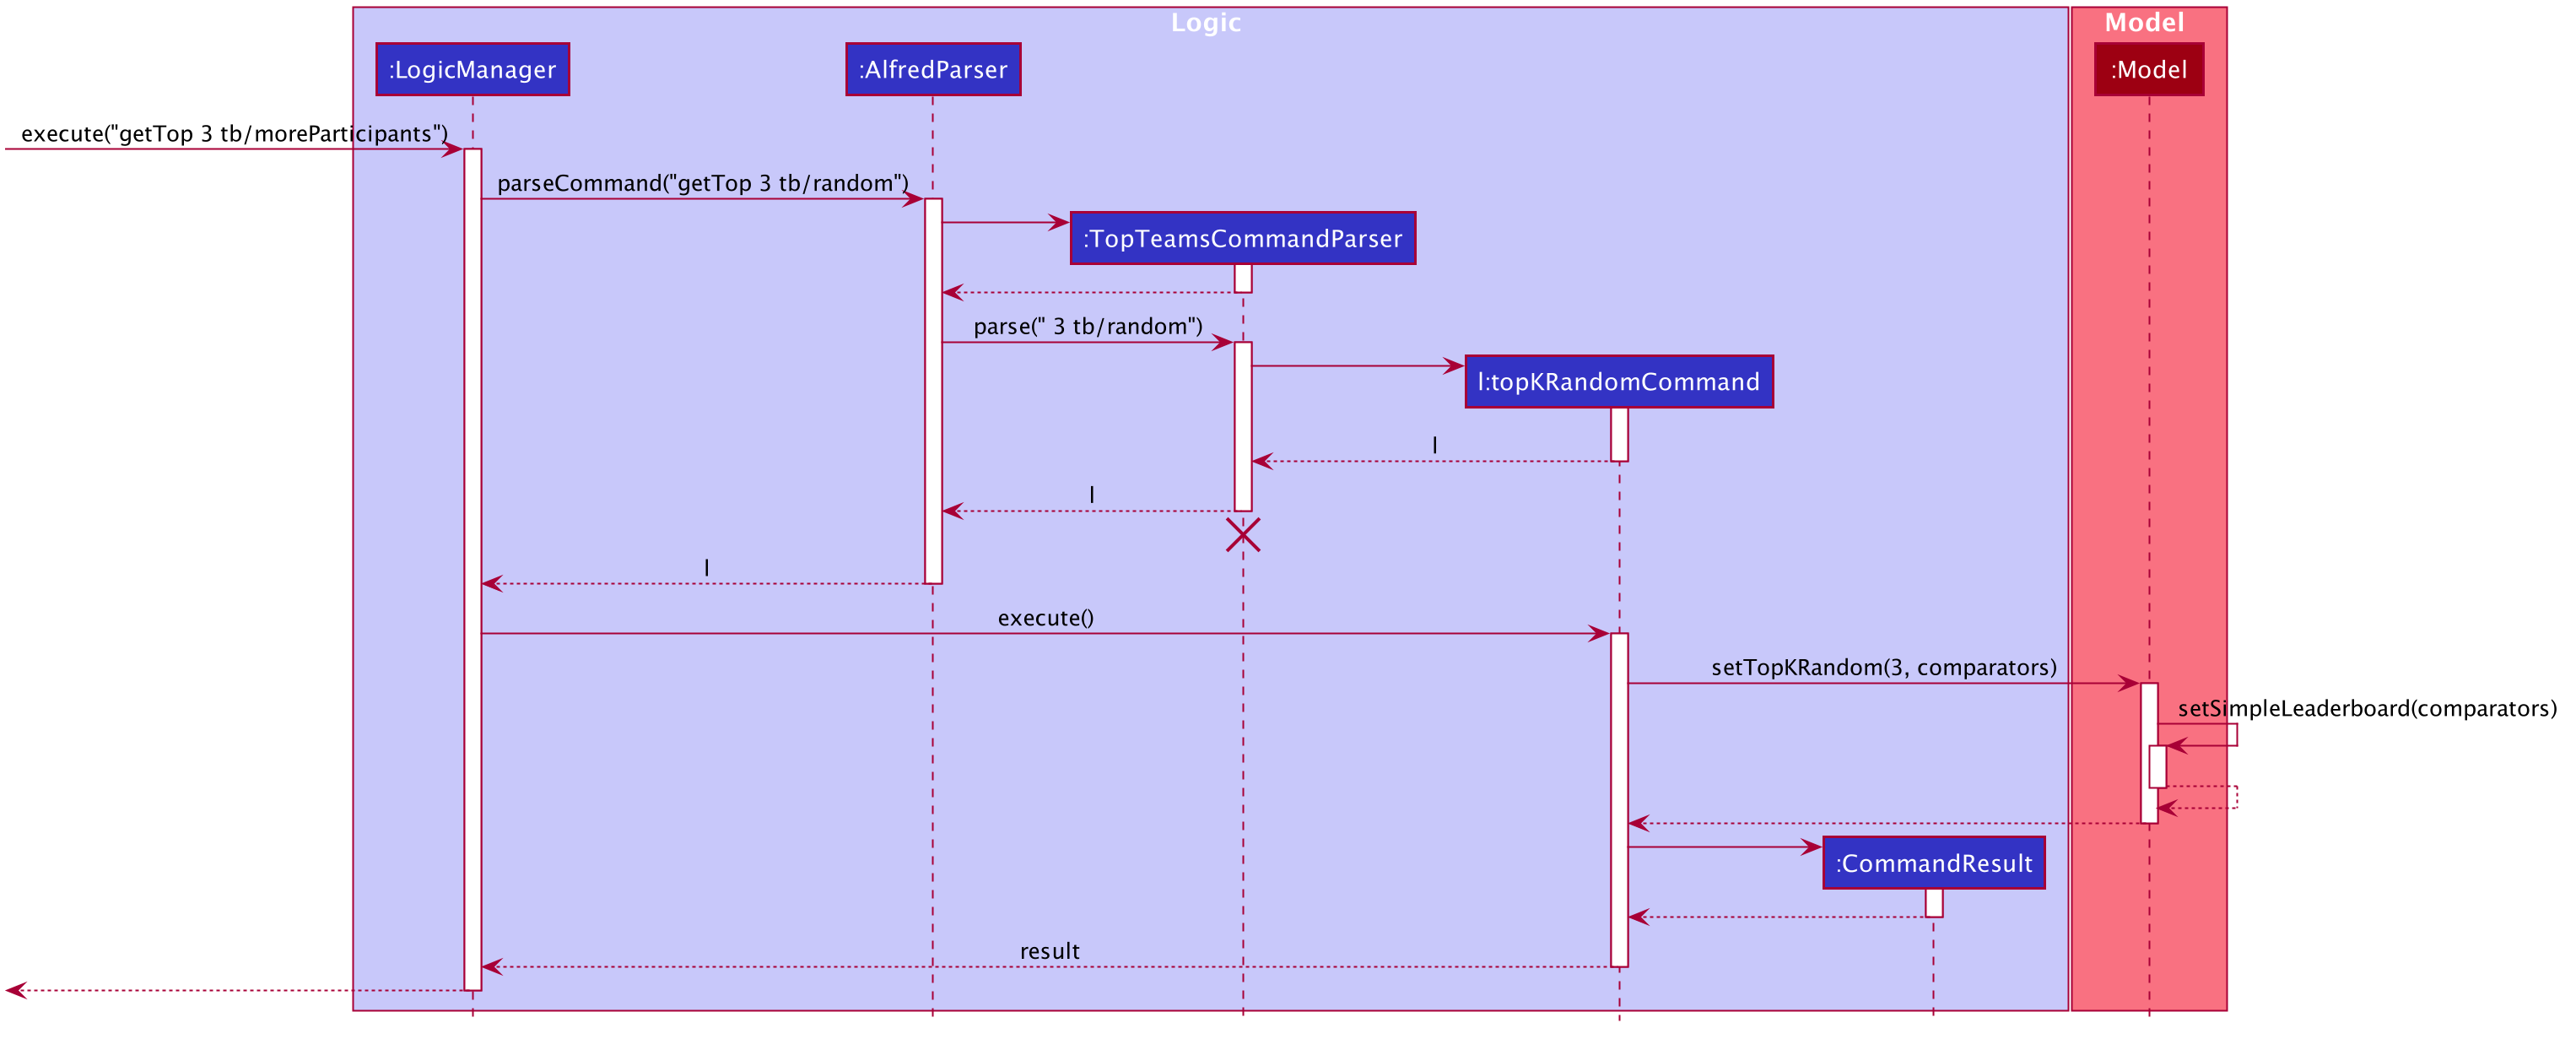 Logic
Model
:LogicManager
:AlfredParser
:Model
execute("getTop 3 tb/moreParticipants")
parseCommand("getTop 3 tb/random")
:TopTeamsCommandParser
parse(" 3 tb/random")
l:topKRandomCommand
l
l
l
execute()
setTopKRandom(3, comparators)
setSimpleLeaderboard(comparators)
:CommandResult
result